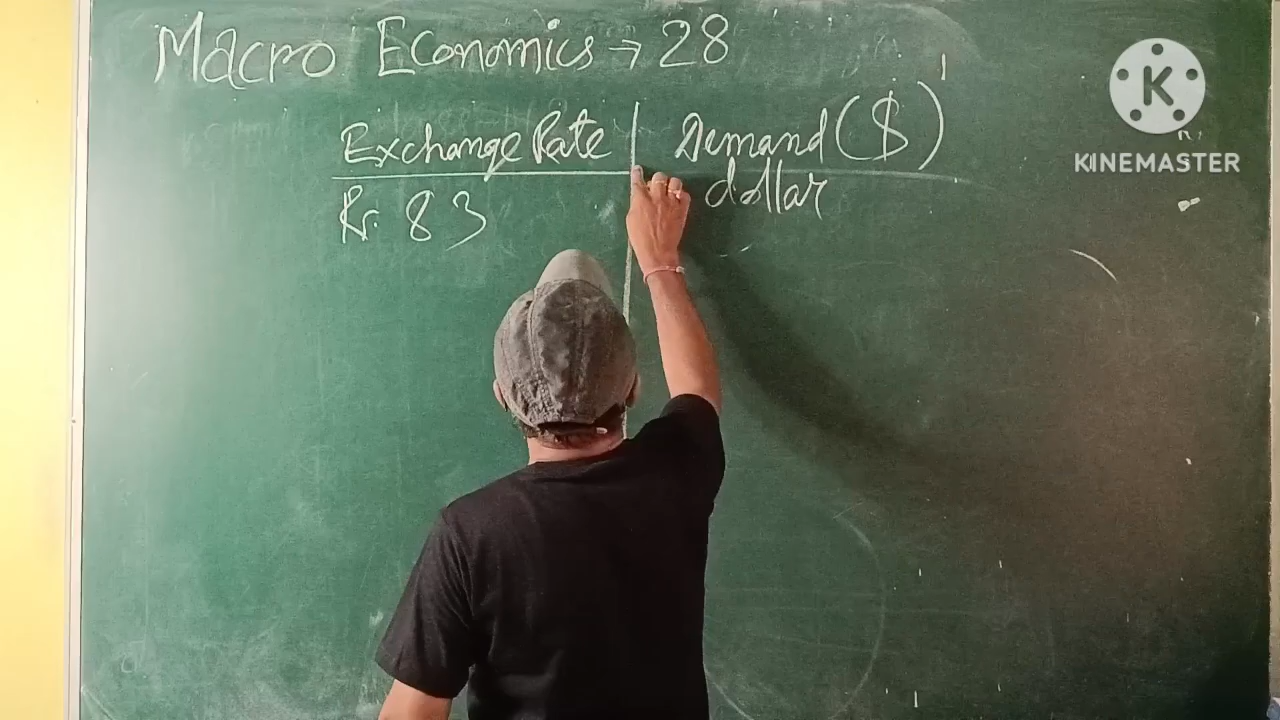 Macro Economics → 28
Exchange Rate Demand ($)
dollar
Rs. 83
K
KINEMASTER